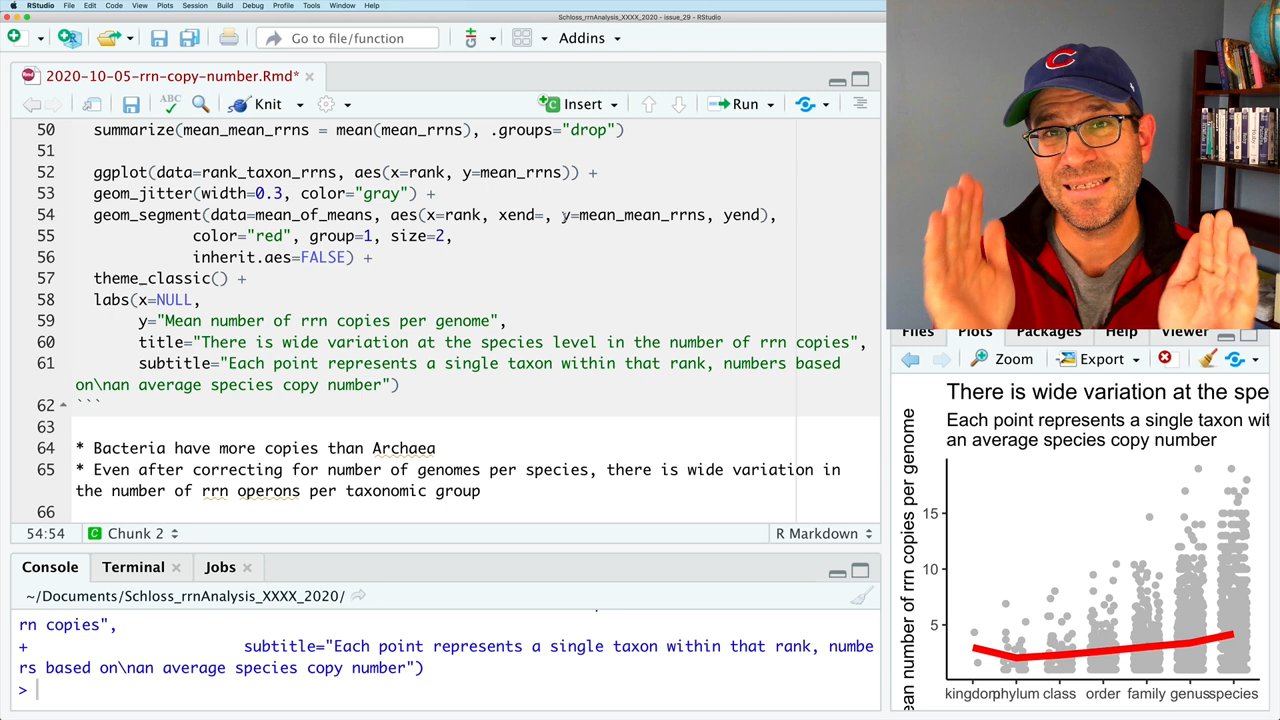 RStudio File Edit Code View Plots Session Build Debug Profile Tools Window Help
Schloss_rrnAnalysis_XXXX_2020 - issue_29 - RStudio
Go to file/function
Addins
2020-10-05-rrn-copy-number.Rmd*
ABC
Knit
Insert
Run
50 summarize(mean_mean_rrns = mean(mean_rrns), .groups="drop")
51
52 ggplot(data=rank_taxon_rrns, aes(x=rank, y=mean_rrns)) +
53 geom_jitter(width=0.3, color="gray") +
54 geom_segment(data=mean_of_means, aes(x=rank, xend=, y=mean_mean_rrns, yend),
55 color="red", group=1, size=2,
56 inherit.aes=FALSE) +
57 theme_classic() +
58 labs(x=NULL,
59 y="Mean number of rrn copies per genome",
60 title="There is wide variation at the species level in the number of rrn copies",
61 subtitle="Each point represents a single taxon within that rank, numbers based
on\nan average species copy number")
62 ```
63
64 * Bacteria have more copies than Archaea
65 * Even after correcting for number of genomes per species, there is wide variation in
the number of rrn operons per taxonomic group
66
54:54 Chunk 2 R Markdown
Console Terminal Jobs
~/Documents/Schloss_rrnAnalysis_XXXX_2020/
rn copies",
+ subtitle="Each point represents a single taxon within that rank, numbe
rs based on\nan average species copy number")
>
C
Files Plots Packages Help Viewer
Zoom Export
There is wide variation at the spe
Each point represents a single taxon wit
an average species copy number
ean number of rrn copies per genome
15
10
5
kingdom phylum class order family genus species